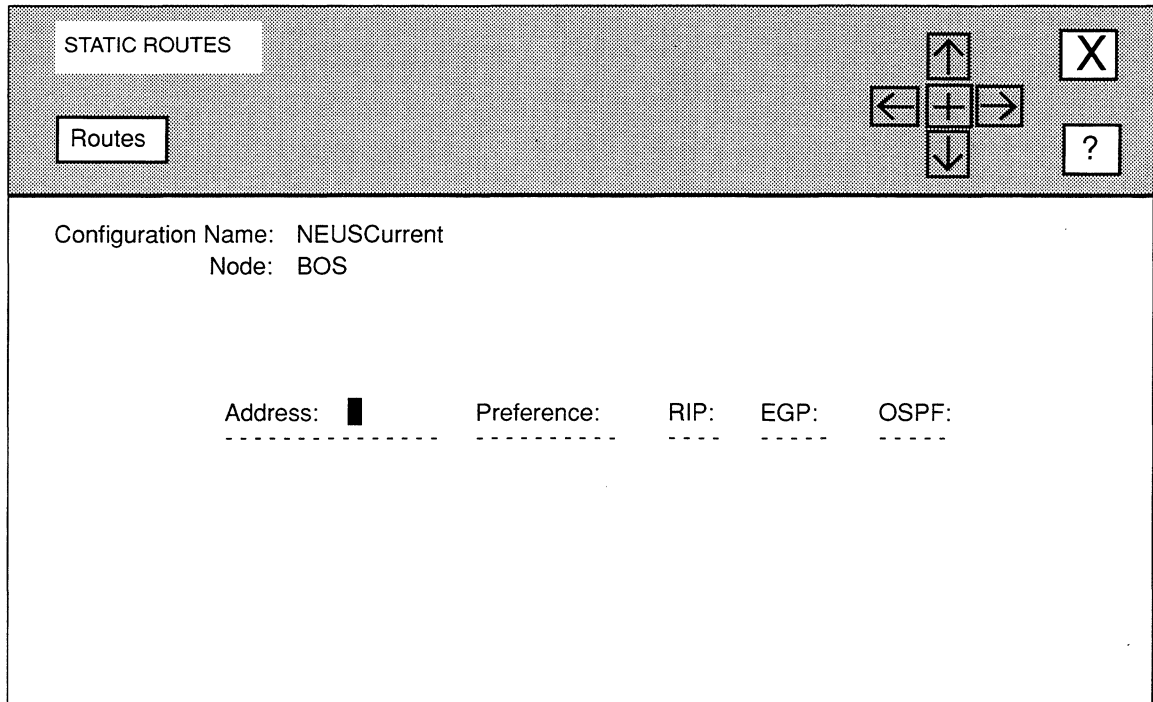 STATIC ROUTES
X
Routes
?
Configuration Name: NEUSCurrent
Node: BOS
Address: Preference: RIP: EGP: OSPF: